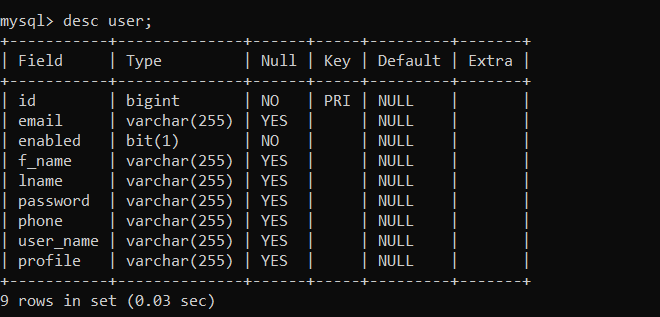 mysql> desc user;
+-----------+--------------+------+-----+---------+-------+
| Field     | Type         | Null | Key | Default | Extra |
+-----------+--------------+------+-----+---------+-------+
| id        | bigint       | NO   | PRI | NULL    |       |
| email     | varchar(255) | YES  |     | NULL    |       |
| enabled   | bit(1)       | NO   |     | NULL    |       |
| f_name    | varchar(255) | YES  |     | NULL    |       |
| lname     | varchar(255) | YES  |     | NULL    |       |
| password  | varchar(255) | YES  |     | NULL    |       |
| phone     | varchar(255) | YES  |     | NULL    |       |
| user_name | varchar(255) | YES  |     | NULL    |       |
| profile   | varchar(255) | YES  |     | NULL    |       |
+-----------+--------------+------+-----+---------+-------+
9 rows in set (0.03 sec)